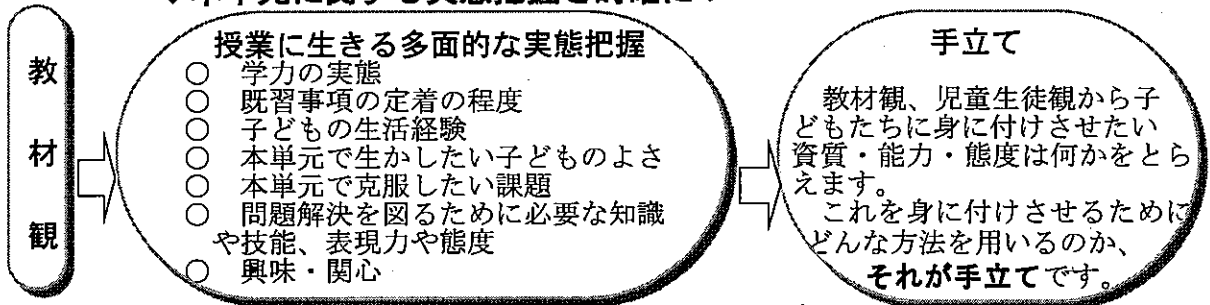 教材観
授業に生きる多面的な実態把握
○ 学力の実態
○ 既習事項の定着の程度
○ 子どもの生活経験
○ 本単元で生かしたい子どものよさ
○ 本単元で克服したい課題
○ 問題解決を図るために必要な知識
や技能、表現力や態度
○ 興味・関心
手立て
教材観、児童生徒観から子
どもたちに身に付けさせたい
資質・能力・態度は何かをとら
えます。
これを身に付けさせるために
どんな方法を用いるのか、
それが手立てです。